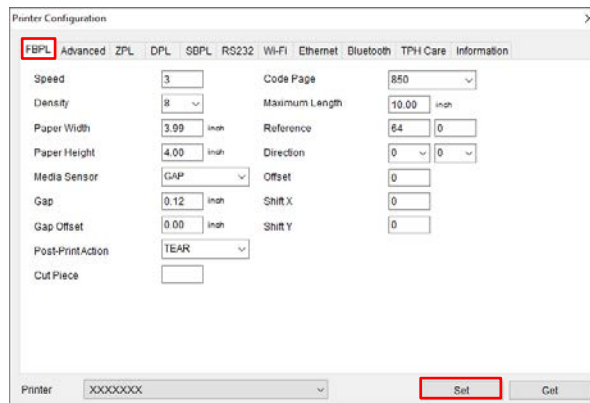 Printer Configuration
FBPL Advanced ZPL DPL SBPL RS232 Wi-Fi Ethernet Bluetooth TPH Care Information
Speed 3 Code Page 850
Density 8 Maximum Length 10.00 inch
Paper Width 3.99 inch Reference 64 0
Paper Height 4.00 inch Direction 0 0
Media Sensor GAP Offset 0
Gap 0.12 inch Shift X 0
Gap Offset 0.00 inch Shift Y 0
Post-Print Action TEAR
Cut Piece
Printer XXXXXXX Set Get